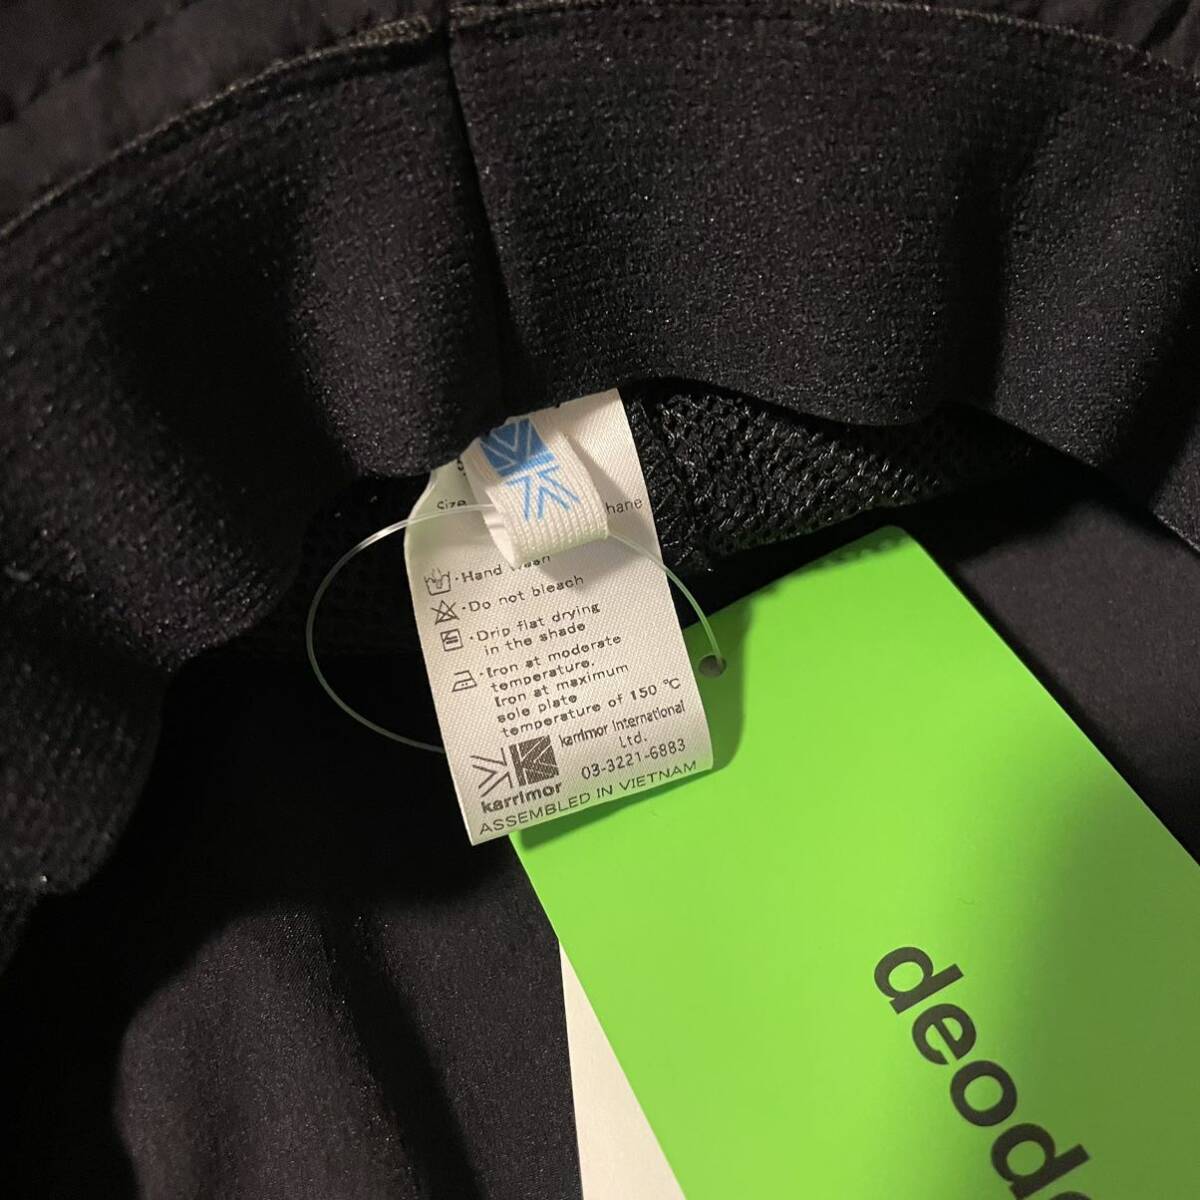 Size
hane
·Hand
·Do not bleach
·Drip flat drying
in the shade
·Iron at moderate
temperature.
Iron at maximum
sole plate
temperature of 150 ℃
karrimor International
Ltd.
03-3221-6883
karrimor
ASSEMBLED IN VIETNAM
deod